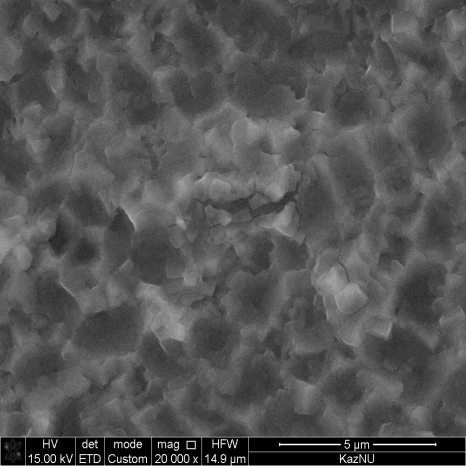 HV det mode mag □ HFW 5 µm
15.00 kV ETD Custom 20 000 x 14.9 µm KazNU